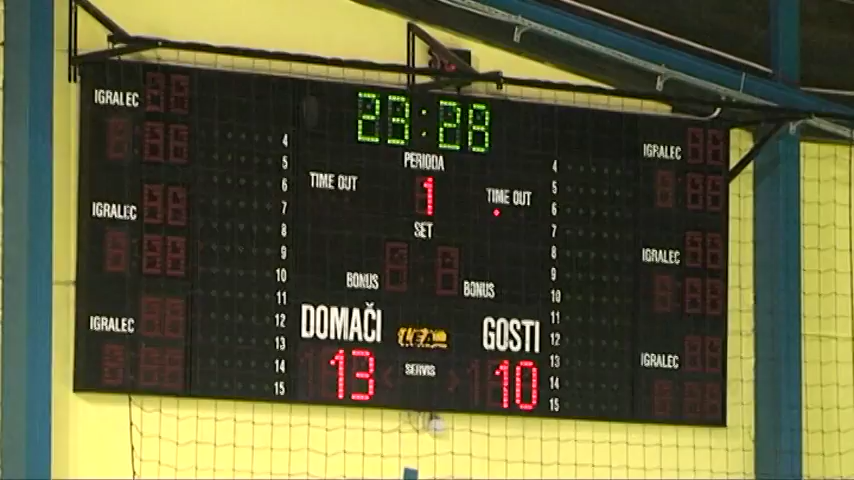 IGRALEC
23:28
PERIODA
IGRALEC
TIME OUT
1
TIME OUT
SET
IGRALEC
IGRALEC
BONUS
BONUS
IGRALEC
DOMAČI
LEA
GOSTI
IGRALEC
13
SERVIS
10
4
5
6
7
8
9
10
11
12
13
14
15
4
5
6
7
8
9
10
11
12
13
14
15